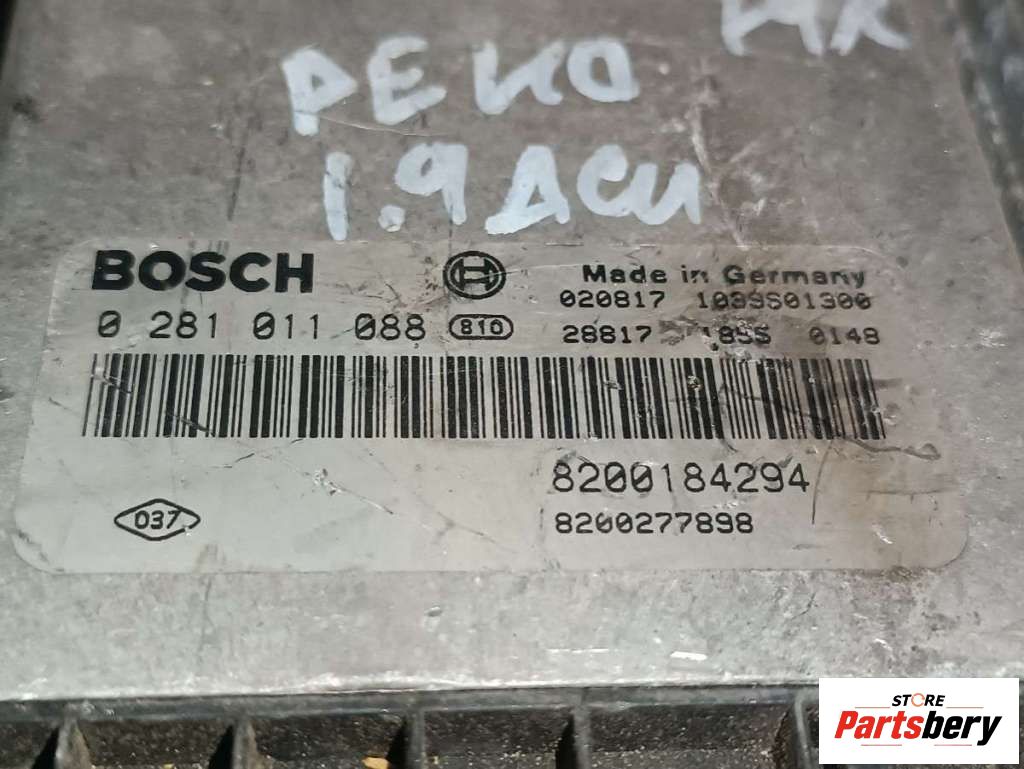 РЕНО
1.9 ДСИ
BOSCH
Made in Germany
020817 1039S01300
0 281 011 088 810
28817 0148
8200184294
037
8200277898
STORE
Partsbery